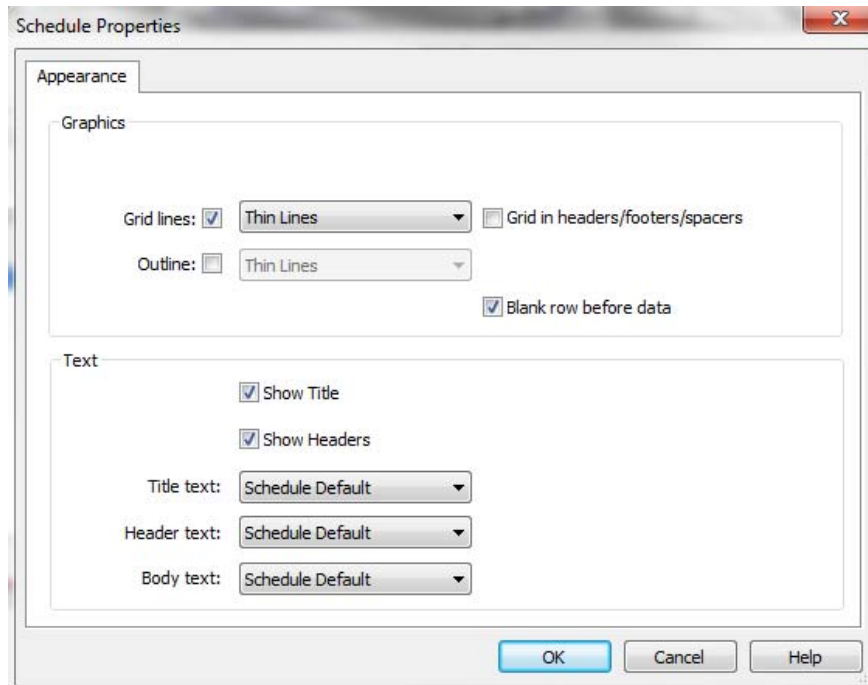 Schedule Properties
Appearance
Graphics
Grid lines: Thin Lines Grid in headers/footers/spacers
Outline: Thin Lines
Blank row before data
Text
Show Title
Show Headers
Title text: Schedule Default
Header text: Schedule Default
Body text: Schedule Default
OK Cancel Help